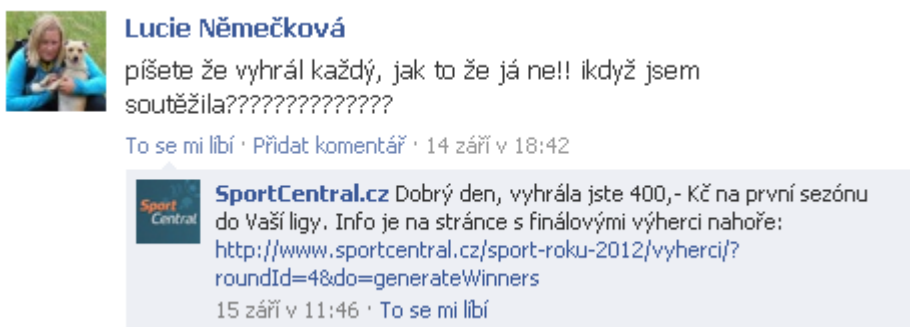 Lucie Němečková
píšete že vyhrál každý, jak to že já ne!! ikdyž jsem
soutěžila??????????????
To se mi líbí · Přidat komentář · 14 září v 18:42
Sport
Central
SportCentral.cz Dobrý den, vyhrála jste 400,- Kč na první sezónu
do Vaší ligy. Info je na stránce s finálovými výherci nahoře:
http://www.sportcentral.cz/sport-roku-2012/vyherci/?
roundId=4&do=generateWinners
15 září v 11:46 · To se mi líbí